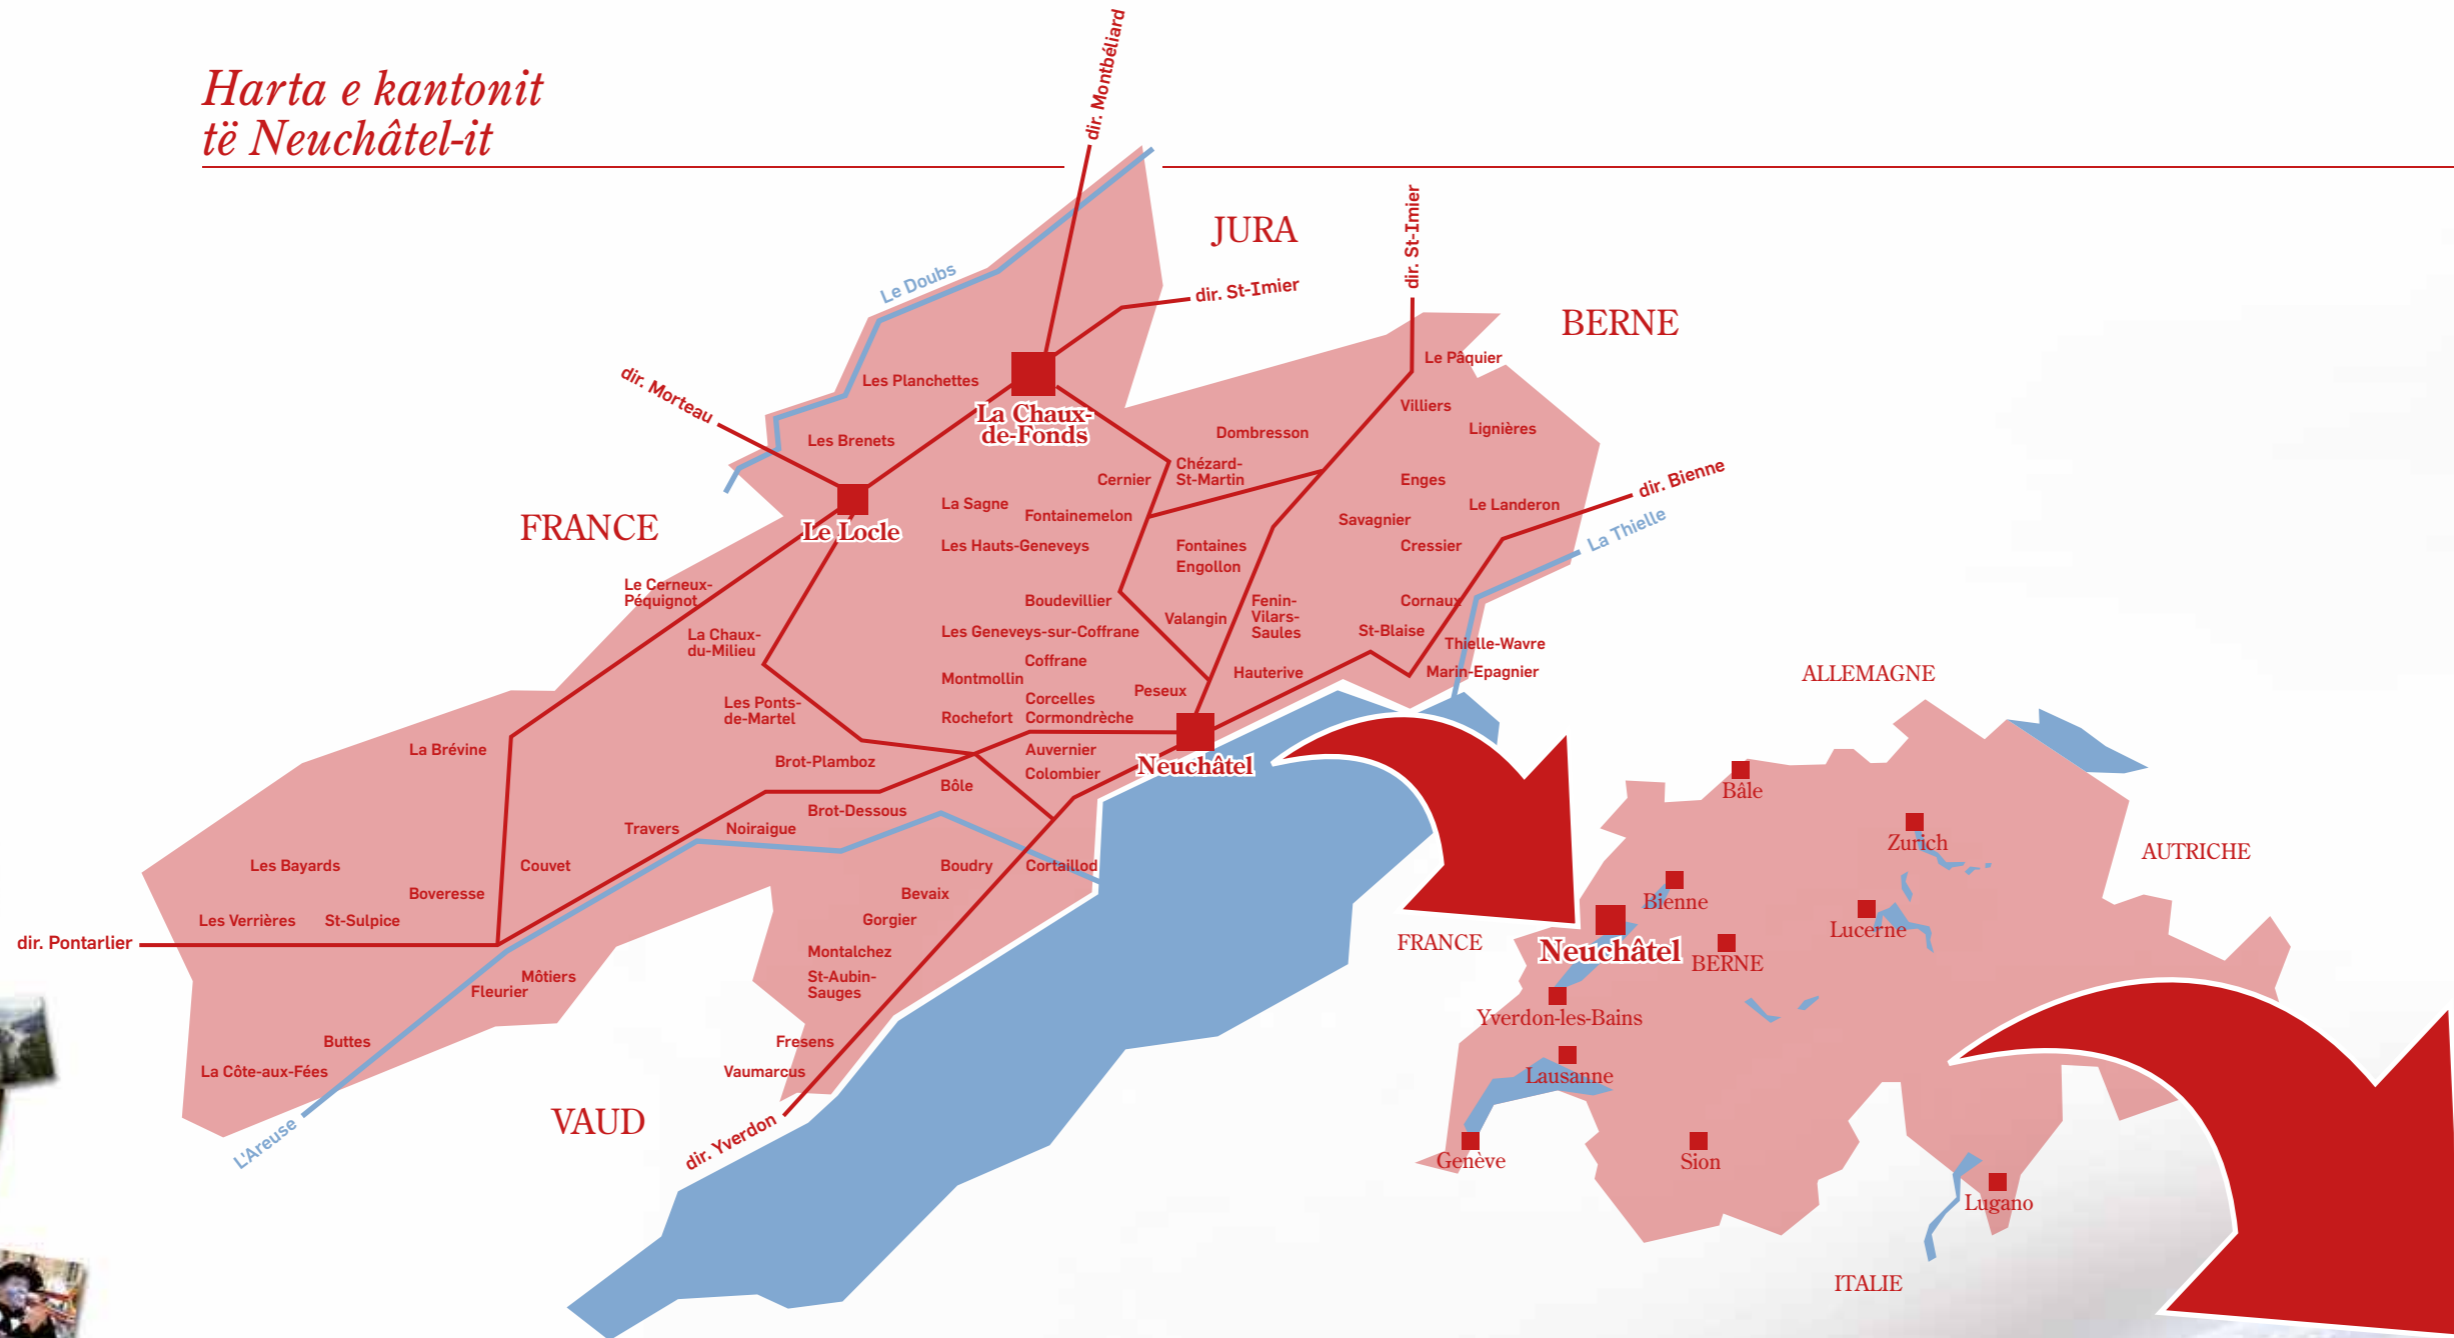 Harta e kantonit
të Neuchâtel-it
dir. Montbéliard
JURA
dir. St-Imier
dir. St-Imier
BERNE
Le Doubs
dir. Morteau
Les Planchettes
La Chaux-
de-Fonds
Les Brenets
Le Pâquier
Villiers
Lignières
Dombresson
Chézard-
St-Martin
Cernier
Enges
dir. Bienne
FRANCE
Le Locle
La Sagne
Fontainemelon
Le Landeron
Savagnier
La Thielle
Les Hauts-Geneveys
Fontaines
Engollon
Cressier
Le Cerneux-
Péquignot
Boudevillier
Valangin
Fenin-
Vilars-
Saules
Cornaux
La Chaux-
du-Milieu
Les Geneveys-sur-Coffrane
St-Blaise
Thielle-Wavre
Coffrane
Montmollin
Hauterive
Marin-Epagnier
Peseux
Les Ponts-
de-Martel
Corcelles
Cormondrèche
Rochefort
La Brévine
Auvernier
Neuchâtel
Brot-Plamboz
Colombier
Bôle
Brot-Dessous
Travers
Noiraigue
Les Bayards
Couvet
Boudry
Cortaillod
Boveresse
Bevaix
Les Verrières
St-Sulpice
Gorgier
dir. Pontarlier
Montalchez
Môtiers
St-Aubin-
Sauges
Fleurier
Buttes
Fresens
La Côte-aux-Fées
Vaumarcus
L'Areuse
VAUD
dir. Yverdon
ALLEMAGNE
Bâle
Zurich
AUTRICHE
Bienne
Lucerne
FRANCE
Neuchâtel
BERNE
Yverdon-les-Bains
Lausanne
Genève
Sion
Lugano
ITALIE